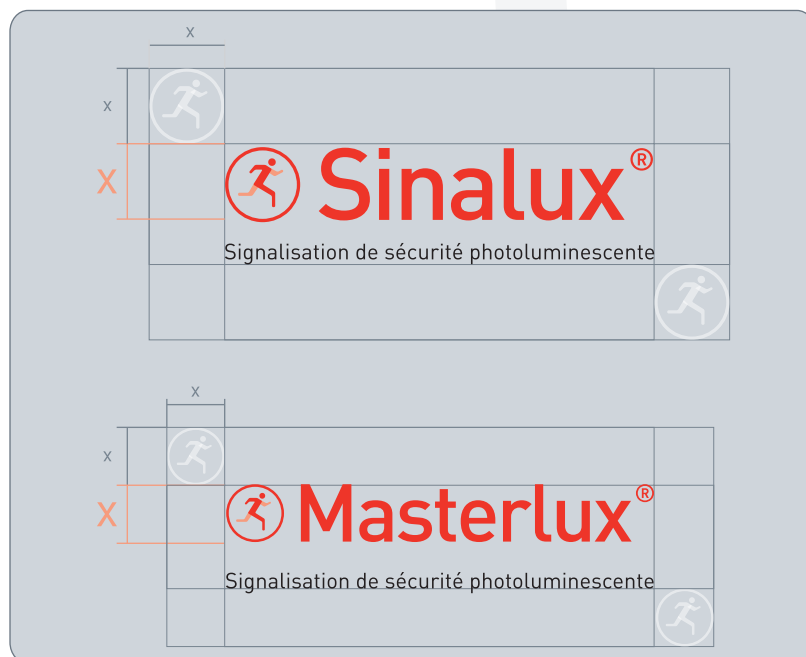 x
x
x
Sinalux®
Signalisation de sécurité photoluminescente
x
x
x
Masterlux®
Signalisation de sécurité photoluminescente